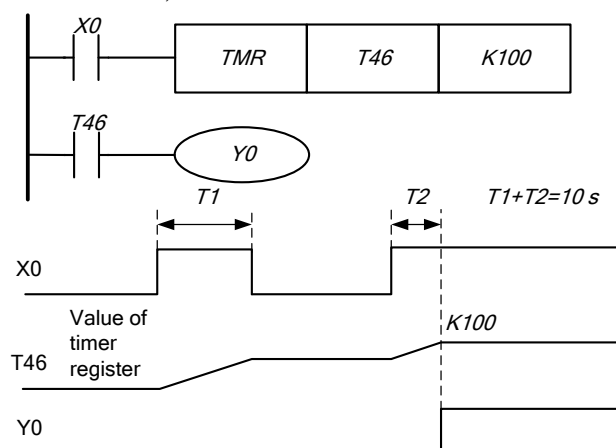 X0
TMR T46 K100
T46
Y0
T1 T2 T1+T2=10 s
X0
Value of
timer
register
K100
T46
Y0